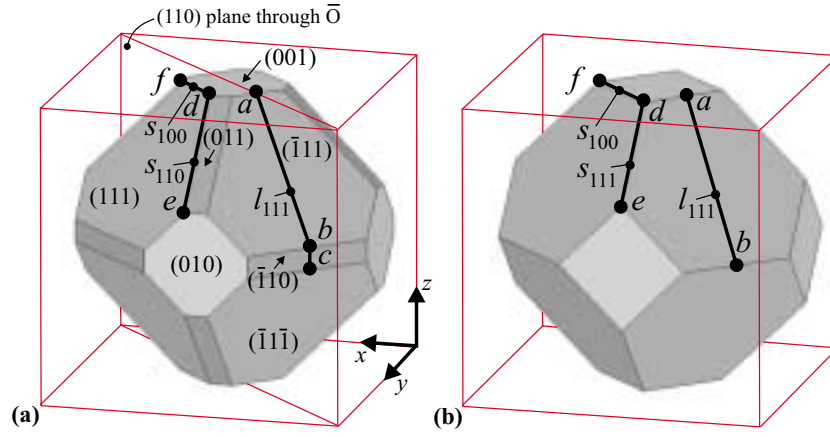 (110) plane through O̅
(001)
f
d
a
s₁₀₀
(011)
(1̅11)
s₁₁₀
(111)
l₁₁₁
e
b
(010)
c
(1̅10)
z
(1̅11̅)
x
y
(a)
f
d
a
s₁₀₀
s₁₁₁
l₁₁₁
e
b
(b)